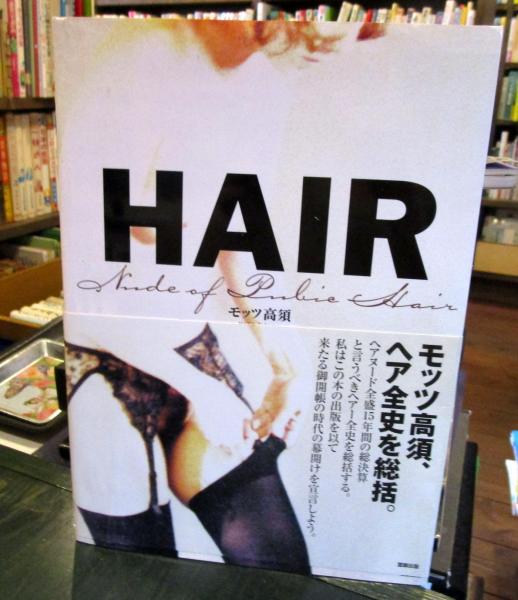 HAIR
Nude of Pubic Hair
モッツ高須
モッツ高須、
ヘア全史を総括。
ヘアヌード全盛15年間の総決算
と言うべきヘアー全史を総括する。
私はこの本の出版を以て
来たる御開帳の時代の幕開けを宣言しよう。